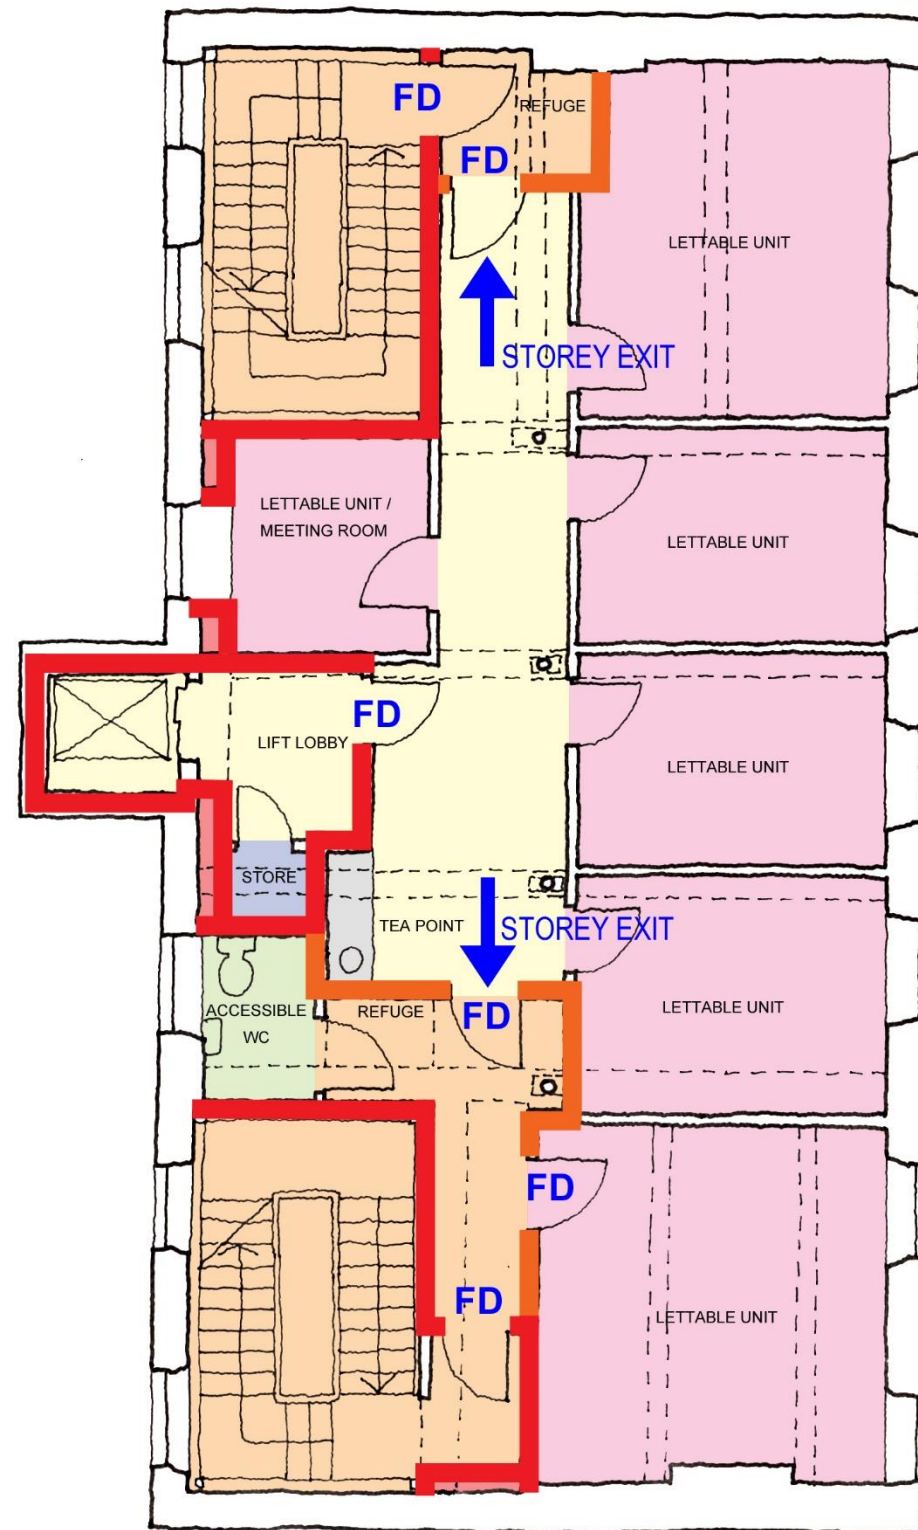 FD
REFUGE
FD
LETTABLE UNIT
STOREY EXIT
LETTABLE UNIT /
MEETING ROOM
LETTABLE UNIT
FD
LIFT LOBBY
LETTABLE UNIT
STORE
TEA POINT
STOREY EXIT
ACCESSIBLE
WC
REFUGE
FD
LETTABLE UNIT
FD
FD
LETTABLE UNIT